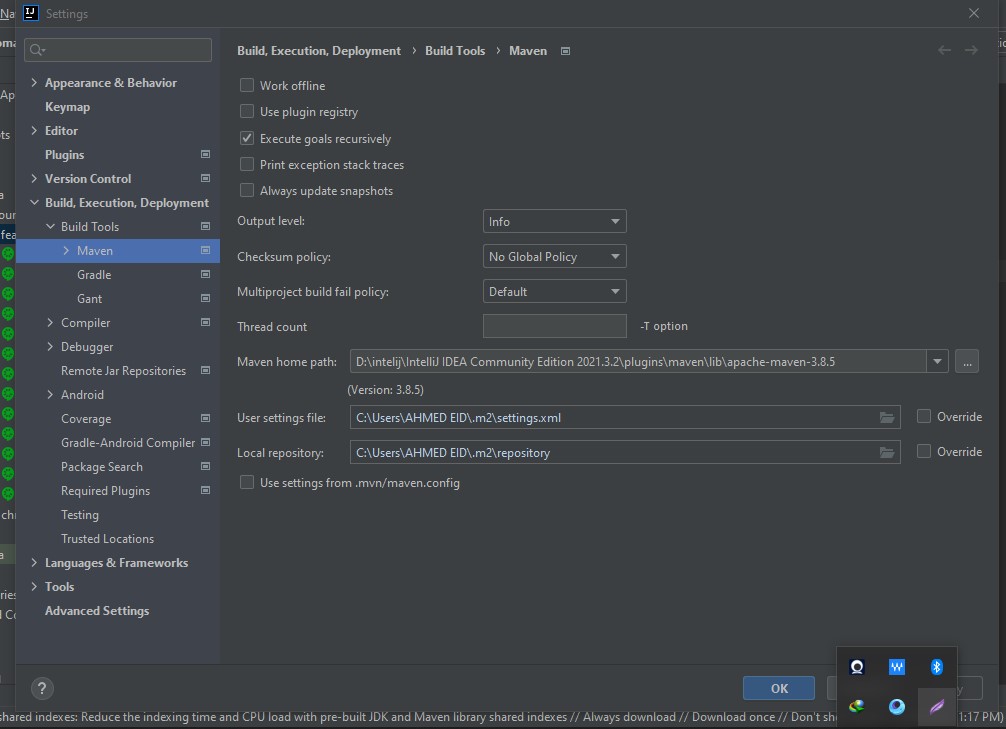 Settings
Build, Execution, Deployment › Build Tools › Maven
Appearance & Behavior
Keymap
Editor
Plugins
Version Control
Build, Execution, Deployment
Build Tools
Maven
Gradle
Gant
Compiler
Debugger
Remote Jar Repositories
Android
Coverage
Gradle-Android Compiler
Package Search
Required Plugins
Testing
Trusted Locations
Languages & Frameworks
Tools
Advanced Settings
Work offline
Use plugin registry
Execute goals recursively
Print exception stack traces
Always update snapshots
Output level: Info
Checksum policy: No Global Policy
Multiproject build fail policy: Default
Thread count -T option
Maven home path: D:\intelij\IntelliJ IDEA Community Edition 2021.3.2\plugins\maven\lib\apache-maven-3.8.5 ...
(Version: 3.8.5)
User settings file: C:\Users\AHMED EID\.m2\settings.xml Override
Local repository: C:\Users\AHMED EID\.m2\repository Override
Use settings from .mvn/maven.config
? OK
shared indexes: Reduce the indexing time and CPU load with pre-built JDK and Maven library shared indexes // Always download // Download once // Don't sh 1:17 PM)